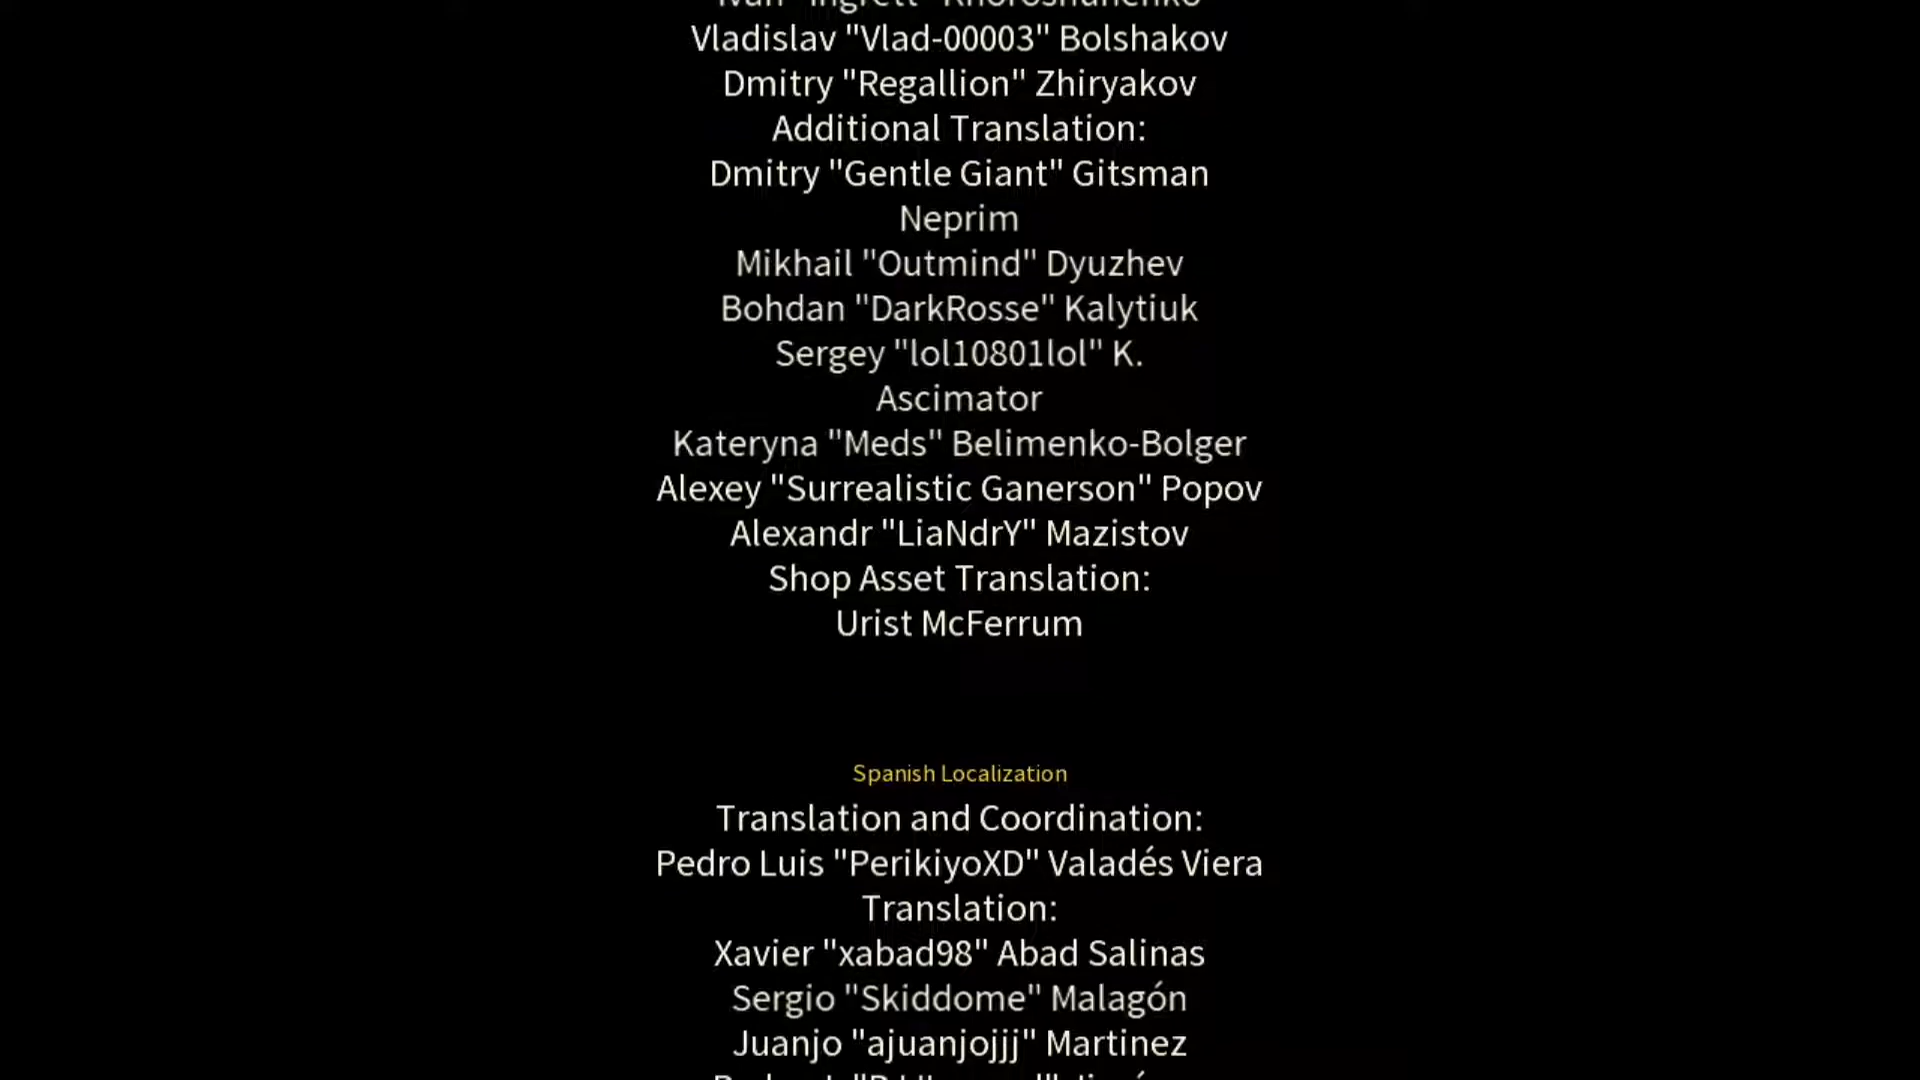 Vladislav "Vlad-00003" Bolshakov
Dmitry "Regallion" Zhiryakov
Additional Translation:
Dmitry "Gentle Giant" Gitsman
Neprim
Mikhail "Outmind" Dyuzhev
Bohdan "DarkRosse" Kalytiuk
Sergey "lol10801lol" K.
Ascimator
Kateryna "Meds" Belimenko-Bolger
Alexey "Surrealistic Ganerson" Popov
Alexandr "LiaNdrY" Mazistov
Shop Asset Translation:
Urist McFerrum
Spanish Localization
Translation and Coordination:
Pedro Luis "PerikiyoXD" Valadés Viera
Translation:
Xavier "xabad98" Abad Salinas
Sergio "Skiddome" Malagón
Juanjo "ajuanjojjj" Martinez